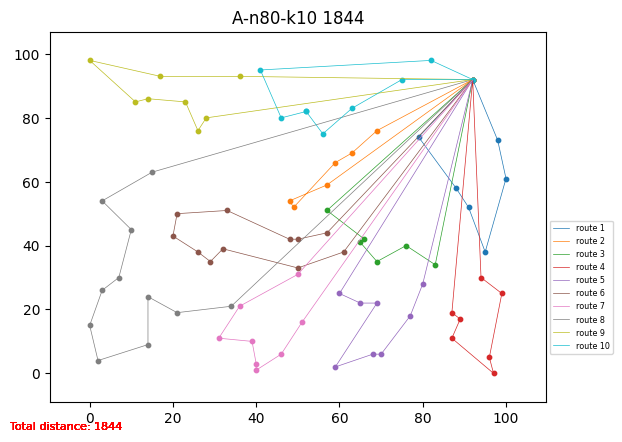 A-n80-k10 1844
100
80
60
40
20
0
0 20 40 60 80 100
route 1
route 2
route 3
route 4
route 5
route 6
route 7
route 8
route 9
route 10
Total distance: 1844